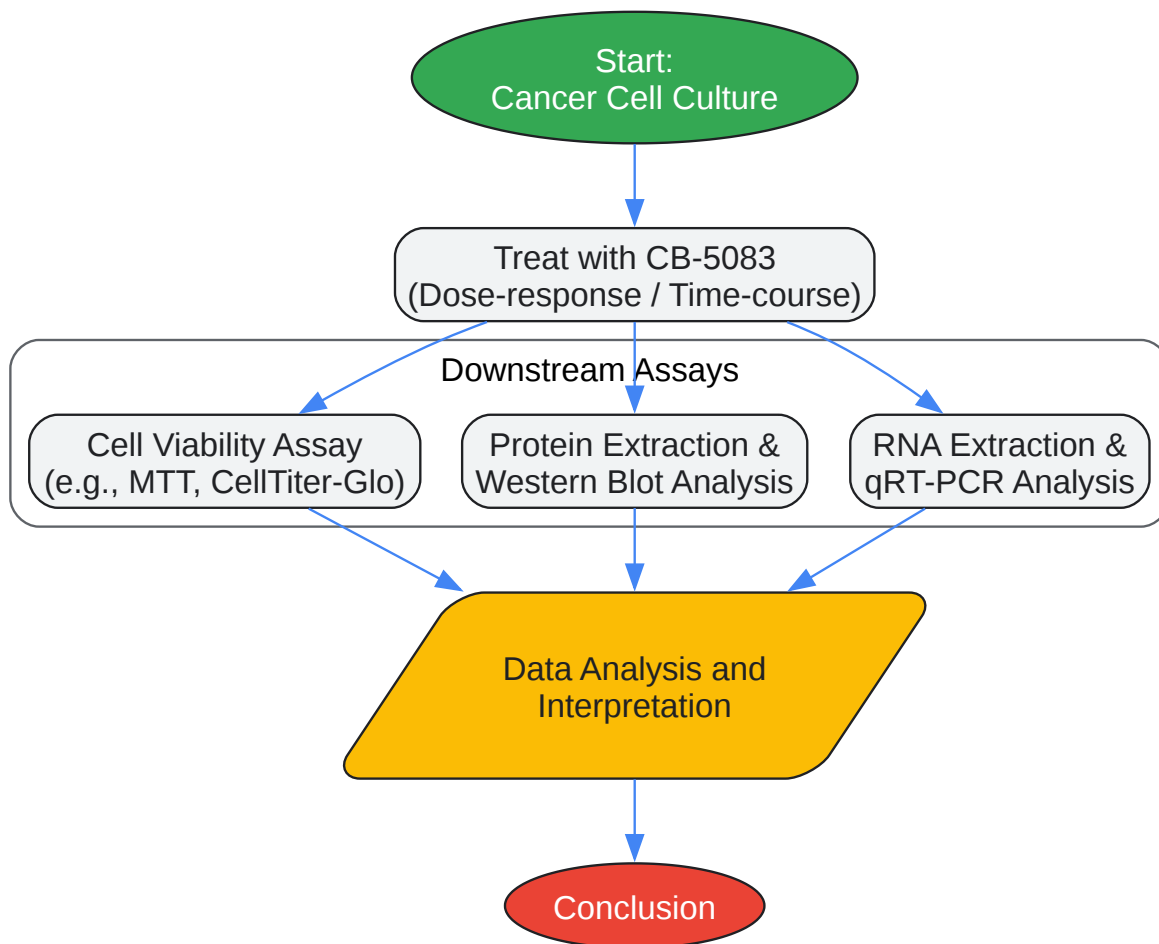 Start:
Cancer Cell Culture
Treat with CB-5083
(Dose-response / Time-course)
Downstream Assays
Cell Viability Assay
(e.g., MTT, CellTiter-Glo)
Protein Extraction &
Western Blot Analysis
RNA Extraction &
qRT-PCR Analysis
Data Analysis and
Interpretation
Conclusion